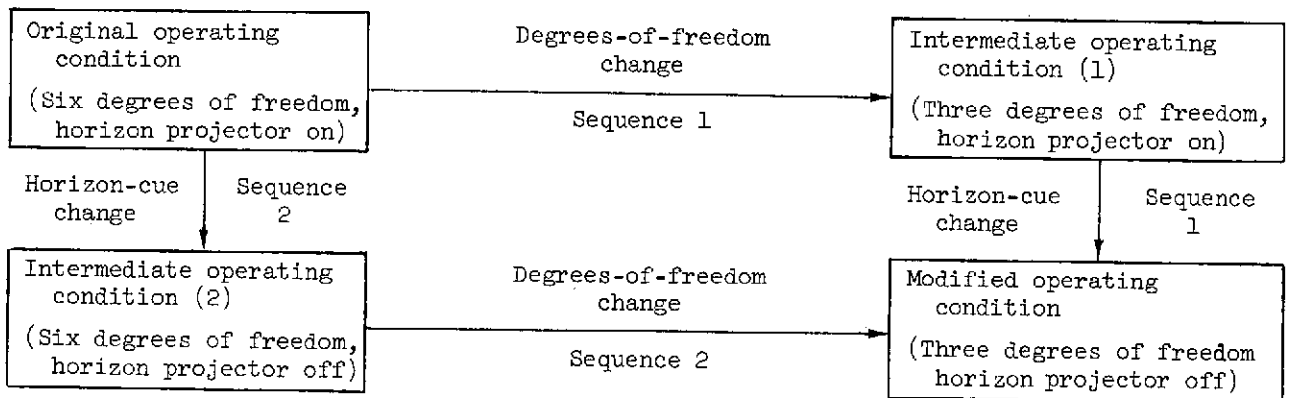 Original operating
condition
(Six degrees of freedom,
horizon projector on)
Degrees-of-freedom
change
Sequence 1
Intermediate operating
condition (1)
(Three degrees of freedom,
horizon projector on)
Horizon-cue
change
Sequence
2
Horizon-cue
change
Sequence
1
Intermediate operating
condition (2)
(Six degrees of freedom,
horizon projector off)
Degrees-of-freedom
change
Sequence 2
Modified operating
condition
(Three degrees of freedom
horizon projector off)